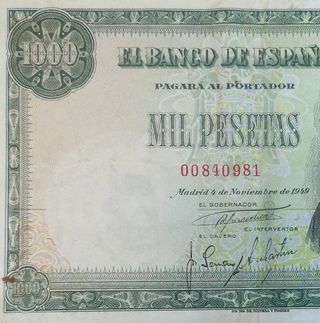 1000
EL BANCO DE ESPAÑ
PAGARA AL PORTADOR
MIL PESETAS
00840981
Madrid 4 de Noviembre de 1949
EL GOBERNADOR
EL INTERVENTOR
EL CAJERO
1000